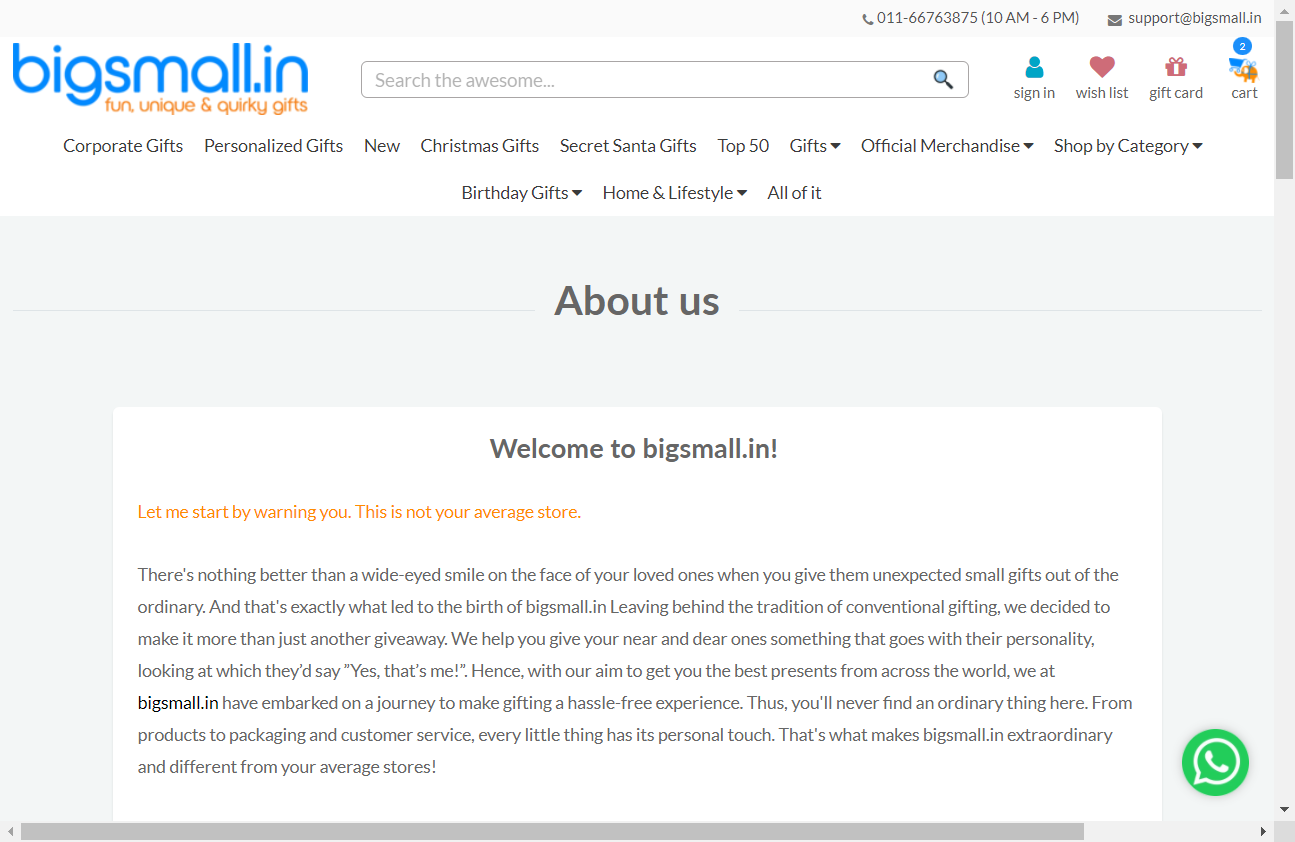 011-66763875 (10 AM - 6 PM) support@bigsmall.in
bigsmall.in
fun, unique & quirky gifts
Search the awesome...
sign in
wish list
gift card
2
cart
Corporate Gifts Personalized Gifts New Christmas Gifts Secret Santa Gifts Top 50 Gifts Official Merchandise Shop by Category
Birthday Gifts Home & Lifestyle All of it
About us
Welcome to bigsmall.in!
Let me start by warning you. This is not your average store.
There's nothing better than a wide-eyed smile on the face of your loved ones when you give them unexpected small gifts out of the
ordinary. And that's exactly what led to the birth of bigsmall.in Leaving behind the tradition of conventional gifting, we decided to
make it more than just another giveaway. We help you give your near and dear ones something that goes with their personality,
looking at which they’d say ”Yes, that’s me!”. Hence, with our aim to get you the best presents from across the world, we at
bigsmall.in have embarked on a journey to make gifting a hassle-free experience. Thus, you'll never find an ordinary thing here. From
products to packaging and customer service, every little thing has its personal touch. That's what makes bigsmall.in extraordinary
and different from your average stores!